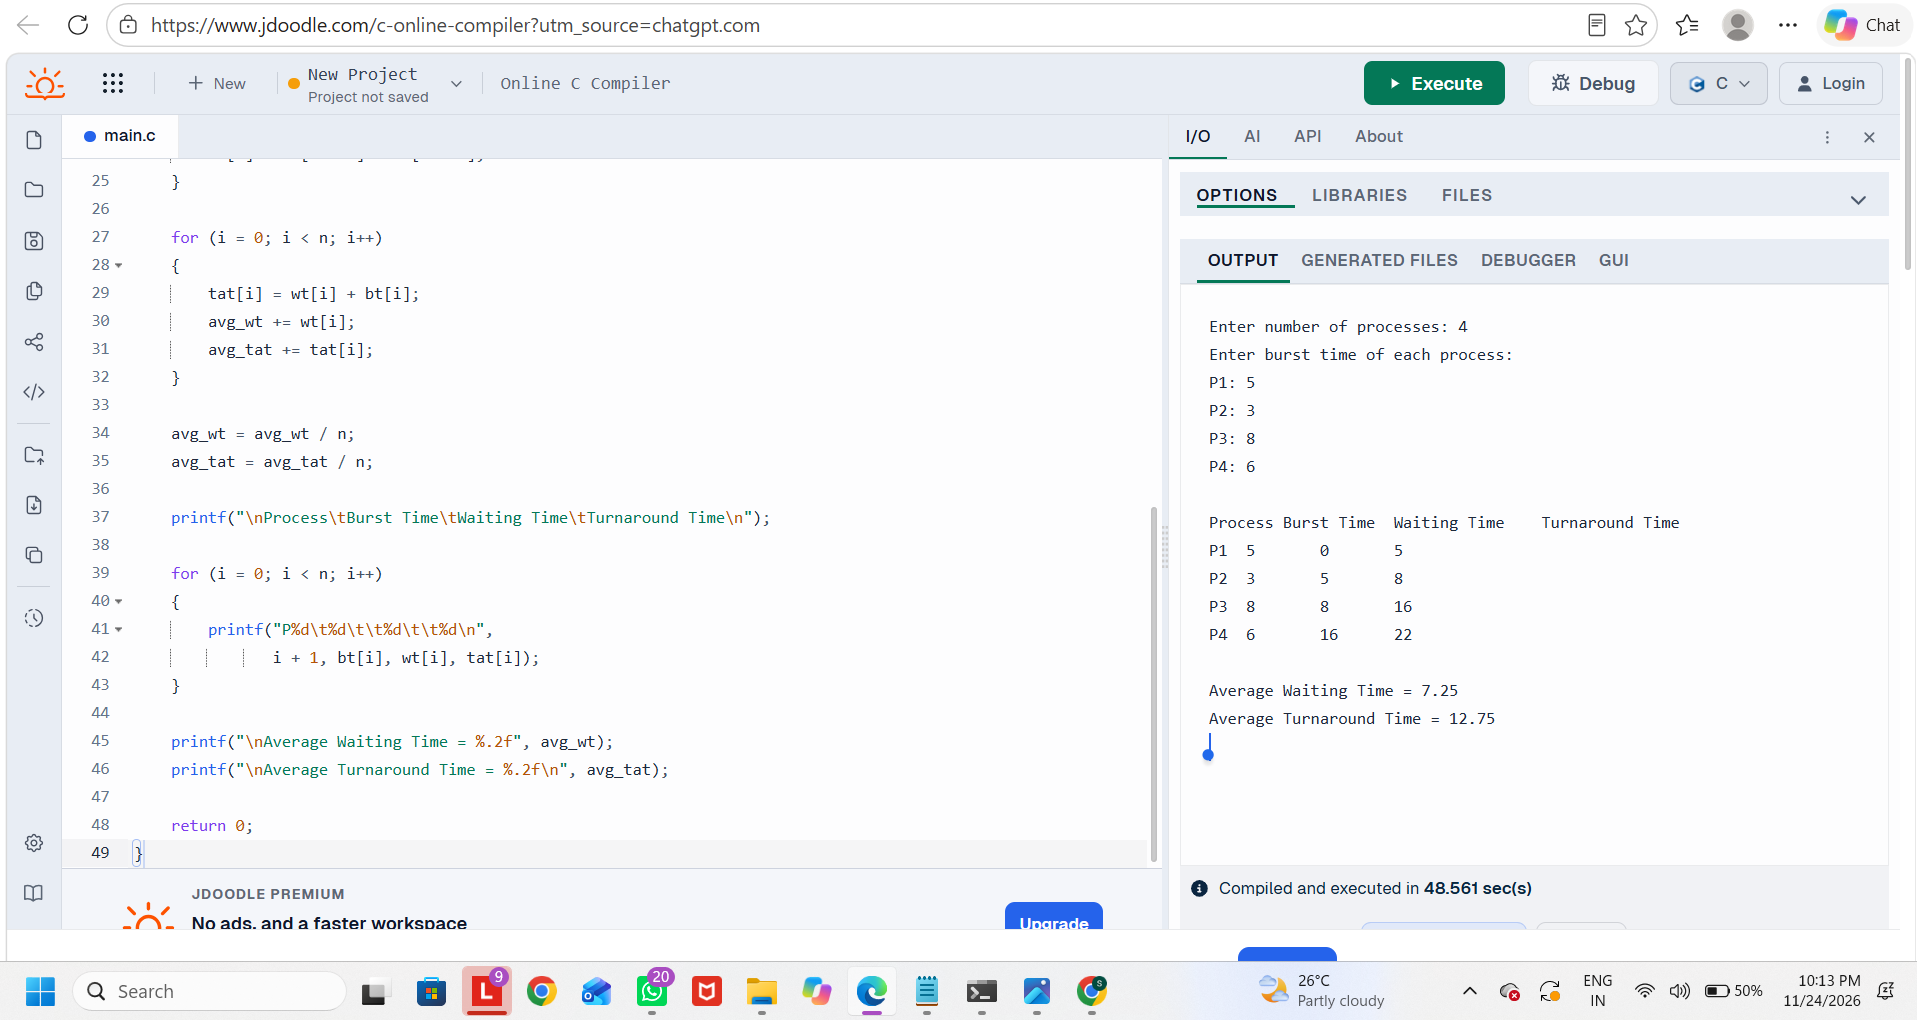 https://www.jdoodle.com/c-online-compiler?utm_source=chatgpt.com
Chat
+ New
New Project
Project not saved
Online C Compiler
Execute
Debug
C
Login
main.c
25 }
26
27 for (i = 0; i < n; i++)
28 {
29 tat[i] = wt[i] + bt[i];
30 avg_wt += wt[i];
31 avg_tat += tat[i];
32 }
33
34 avg_wt = avg_wt / n;
35 avg_tat = avg_tat / n;
36
37 printf("\nProcess\tBurst Time\tWaiting Time\tTurnaround Time\n");
38
39 for (i = 0; i < n; i++)
40 {
41 printf("P%d\t%d\t\t%d\t\t%d\n",
42 i + 1, bt[i], wt[i], tat[i]);
43 }
44
45 printf("\nAverage Waiting Time = %.2f", avg_wt);
46 printf("\nAverage Turnaround Time = %.2f\n", avg_tat);
47
48 return 0;
49 }
JDOODLE PREMIUM
No ads, and a faster workspace
Upgrade
I/O AI API About
OPTIONS LIBRARIES FILES
OUTPUT GENERATED FILES DEBUGGER GUI
Enter number of processes: 4
Enter burst time of each process:
P1: 5
P2: 3
P3: 8
P4: 6
Process Burst Time Waiting Time Turnaround Time
P1 5 0 5
P2 3 5 8
P3 8 8 16
P4 6 16 22
Average Waiting Time = 7.25
Average Turnaround Time = 12.75
Compiled and executed in 48.561 sec(s)
Search
9
20
S
26°C
Partly cloudy
ENG
IN
50%
10:13 PM
11/24/2026